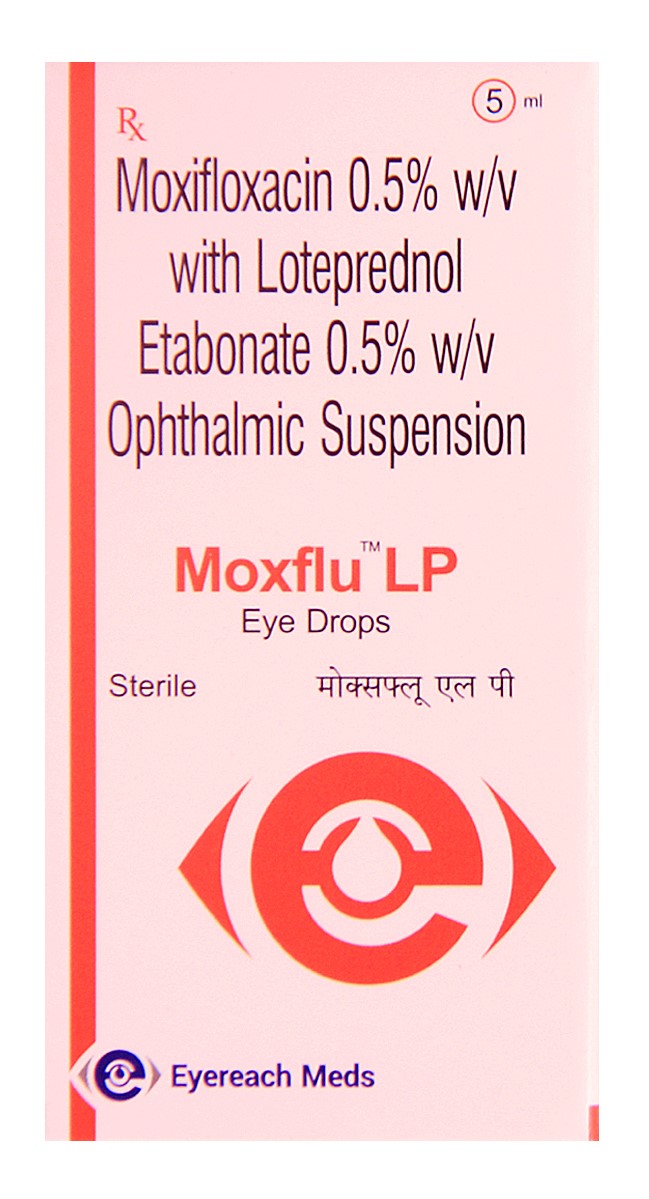 5 ml
Rx
Moxifloxacin 0.5% w/v
with Loteprednol
Etabonate 0.5% w/v
Ophthalmic Suspension
Moxflu™ LP
Eye Drops
Sterile मोक्सफ्लू एल पी
Eyereach Meds